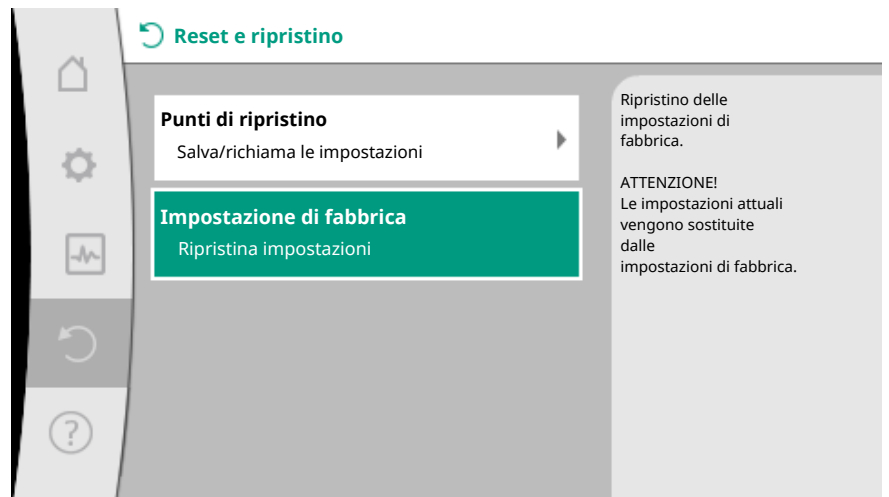 Reset e ripristino
Punti di ripristino
Salva/richiama le impostazioni
Impostazione di fabbrica
Ripristina impostazioni
Ripristino delle
impostazioni di
fabbrica.
ATTENZIONE!
Le impostazioni attuali
vengono sostituite
dalle
impostazioni di fabbrica.
?